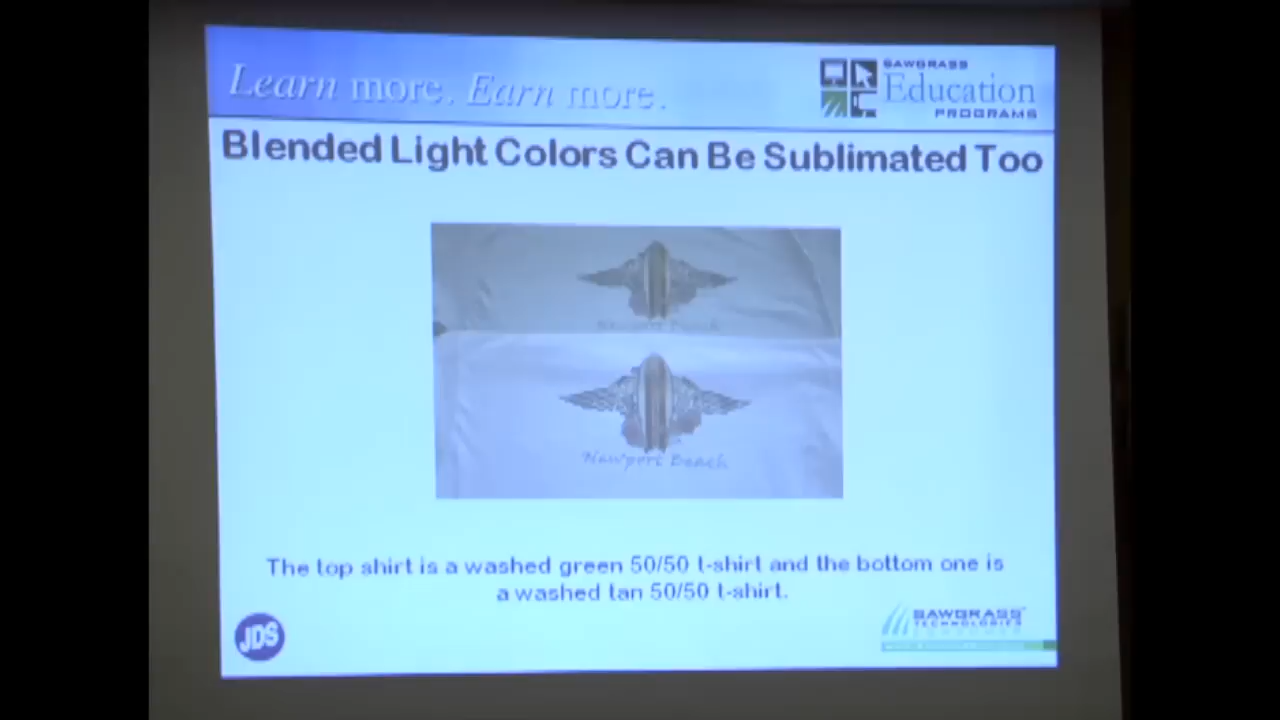 Learn more. Earn more.
SAWGRASS
Education
PROGRAMS
Blended Light Colors Can Be Sublimated Too
Newport Beach
Newport Beach
The top shirt is a washed green 50/50 t-shirt and the bottom one is
a washed tan 50/50 t-shirt.
JDS
SAWGRASS
TECHNOLOGIES